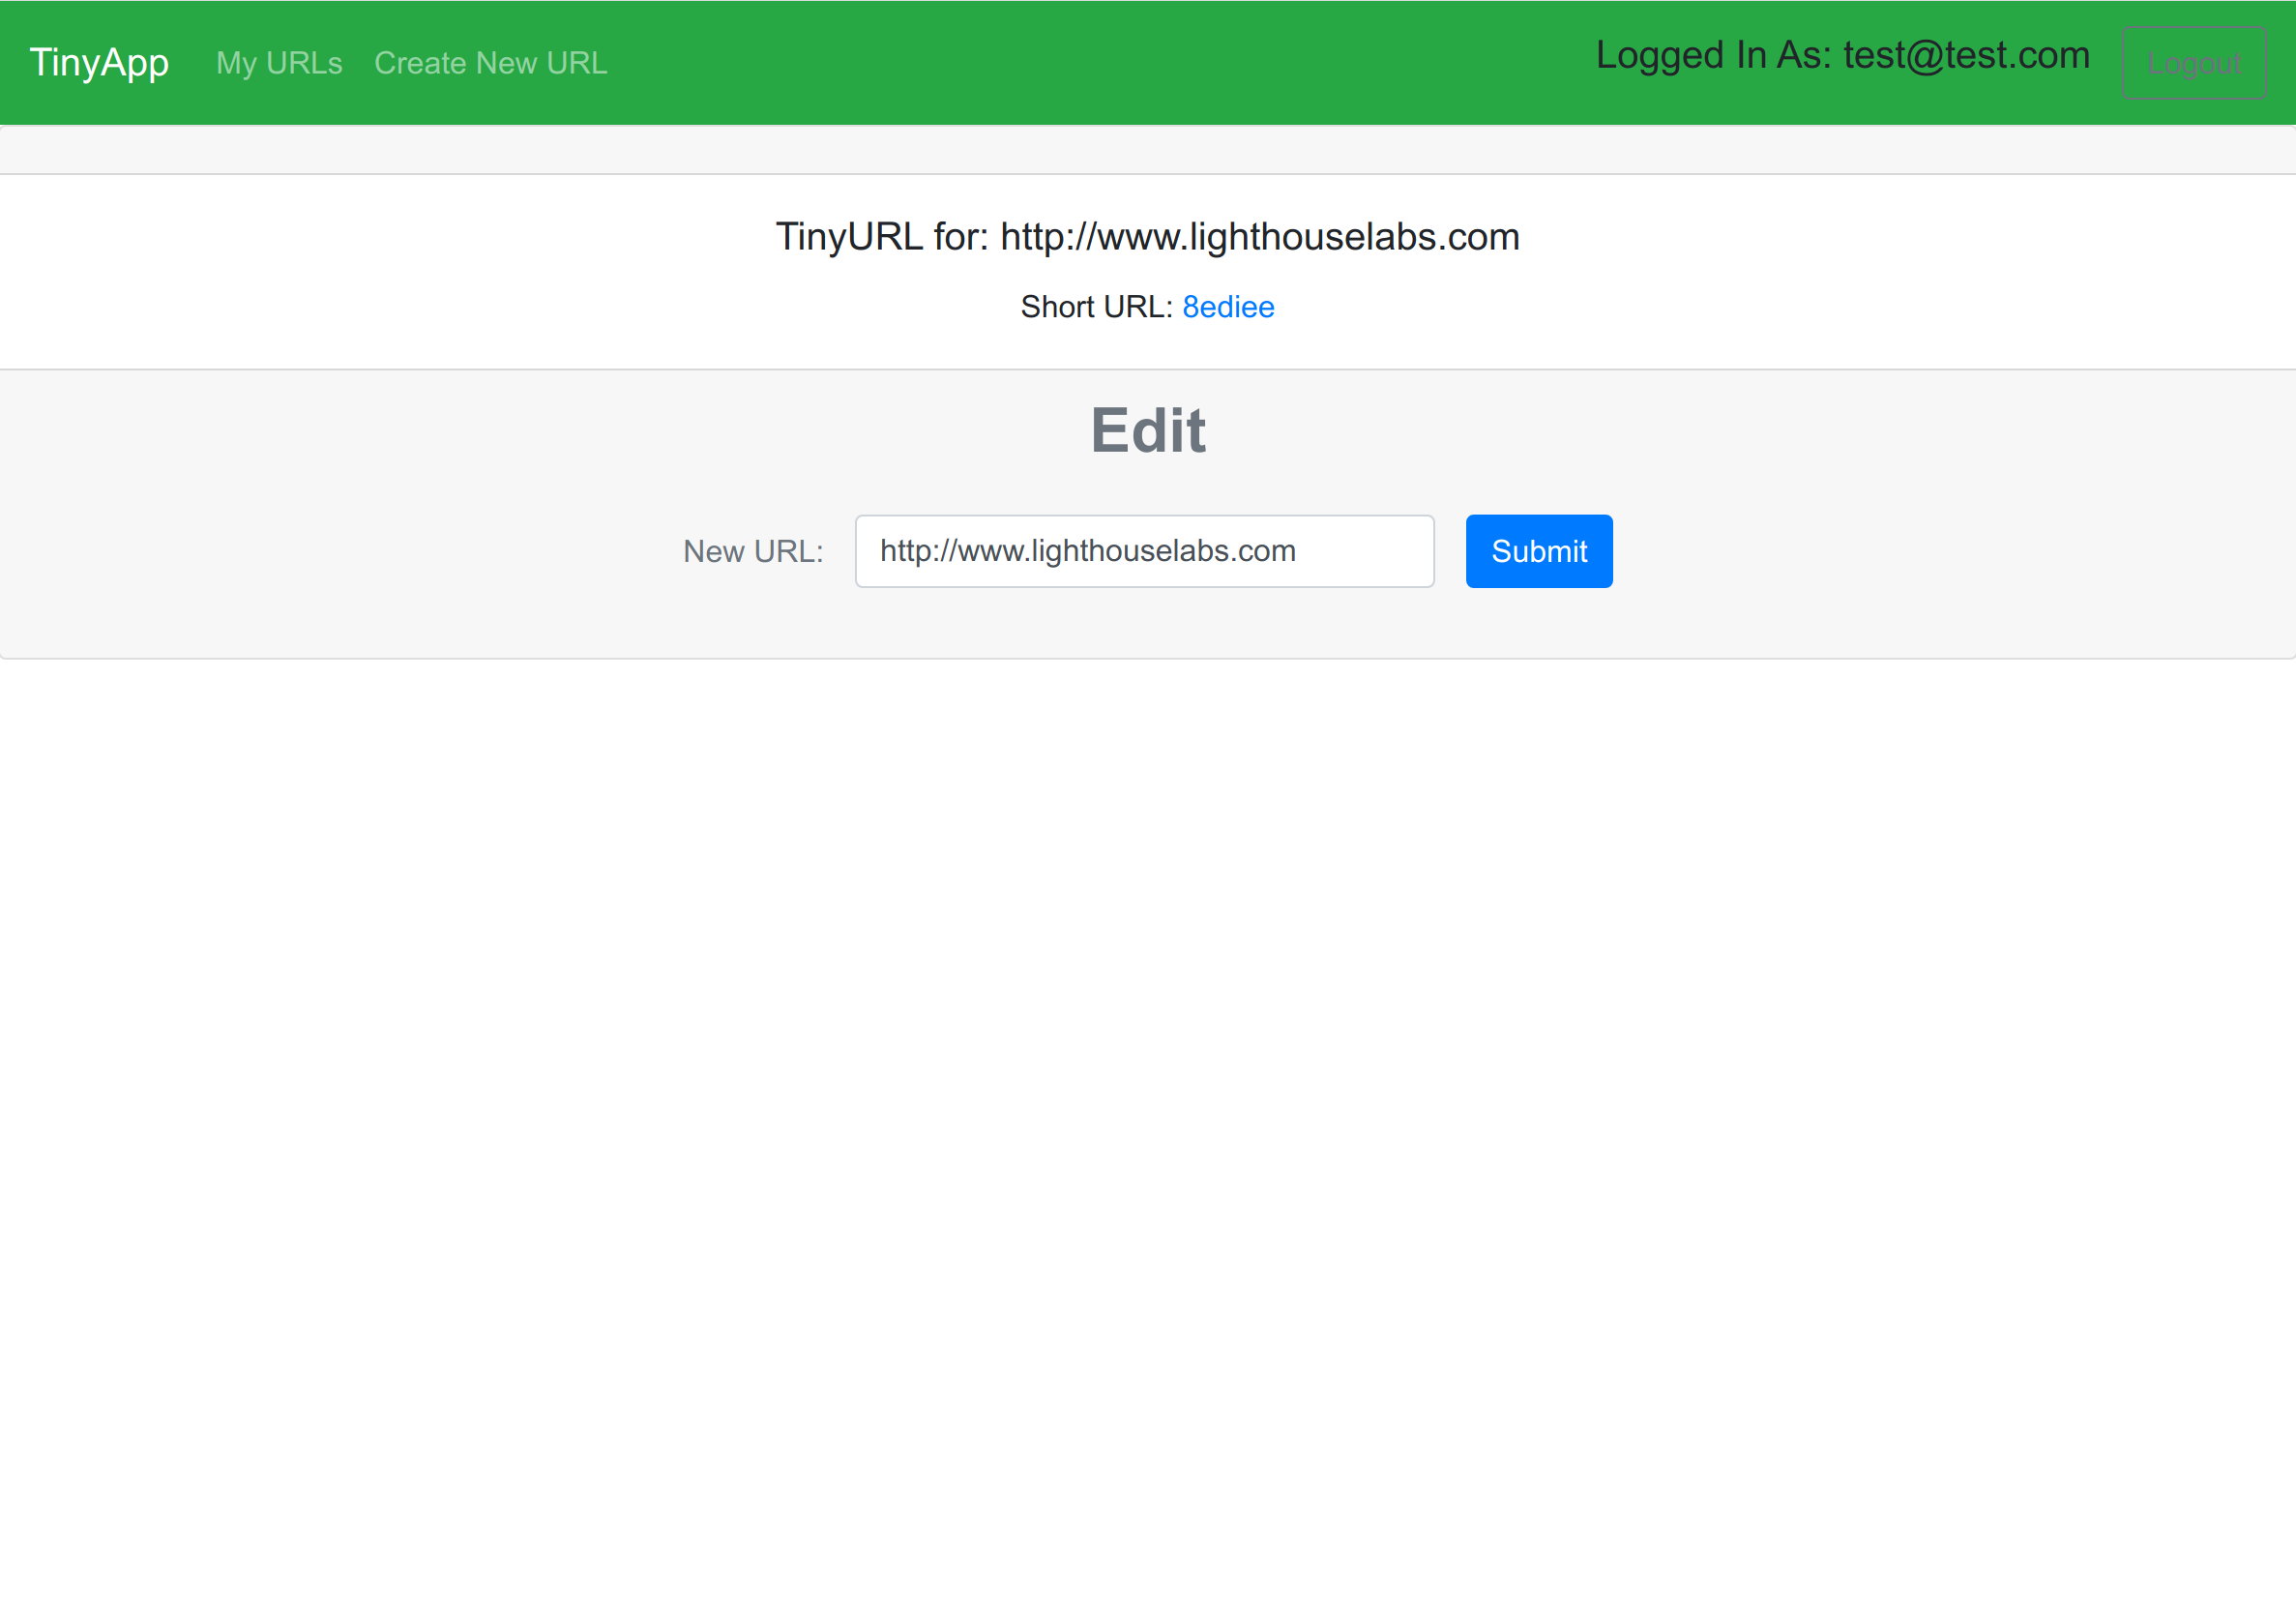 TinyApp My URLs Create New URL Logged In As: test@test.com Logout
TinyURL for: http://www.lighthouselabs.com
Short URL: 8ediee
Edit
New URL: http://www.lighthouselabs.com Submit